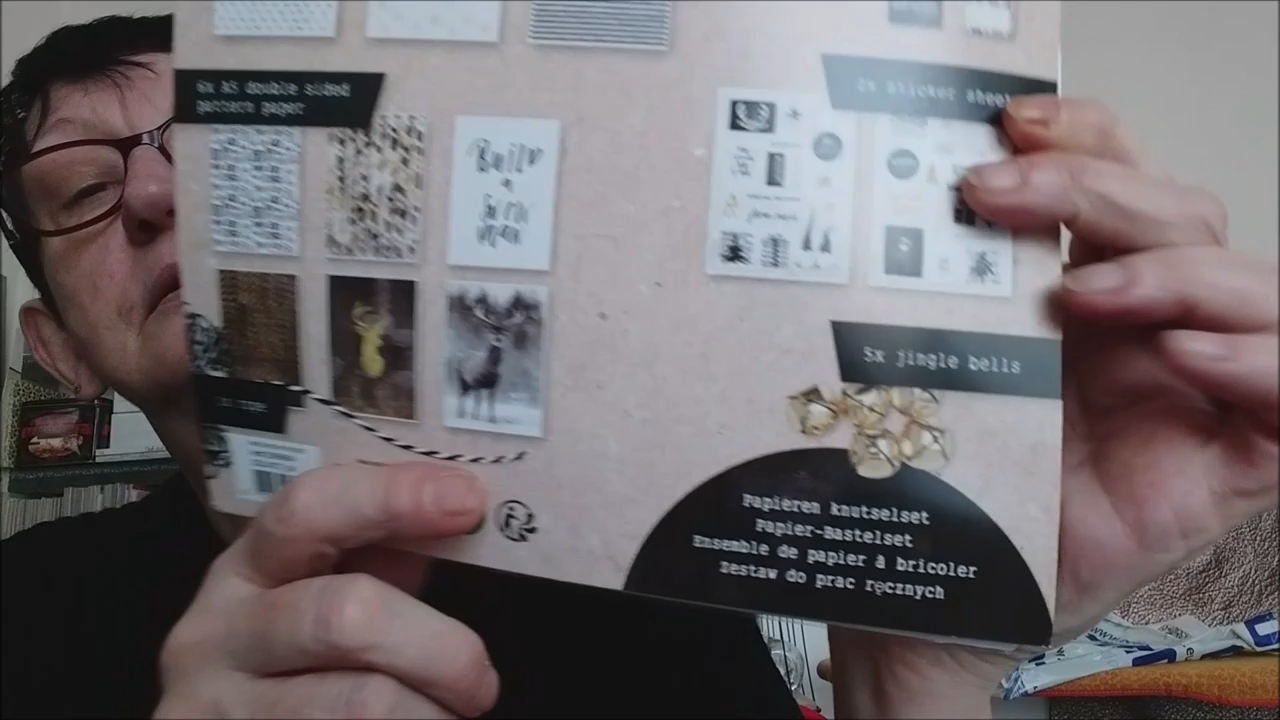 6x A5 double sided
pattern paper
2x sticker sheet
Build
a
5x jingle bells
Papieren knutselset
Papier-Bastelset
Ensemble de papier à bricoler
Zestaw do prac ręcznych